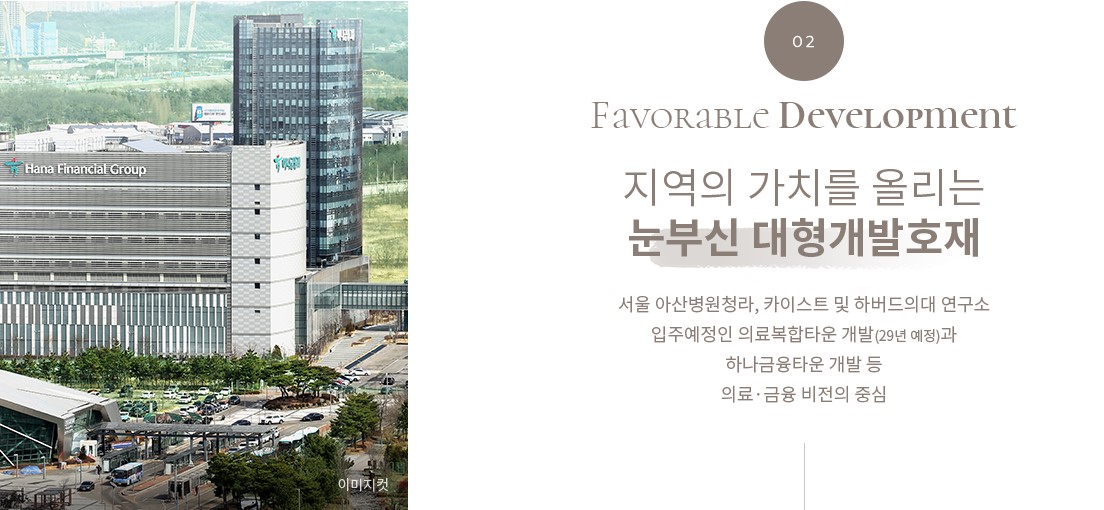 Hana Financial Group
이미지컷
02
Favorable Development
지역의 가치를 올리는
눈부신 대형개발호재
서울 아산병원청라, 카이스트 및 하버드의대 연구소
입주예정인 의료복합타운 개발(29년 예정)과
하나금융타운 개발 등
의료·금융 비전의 중심